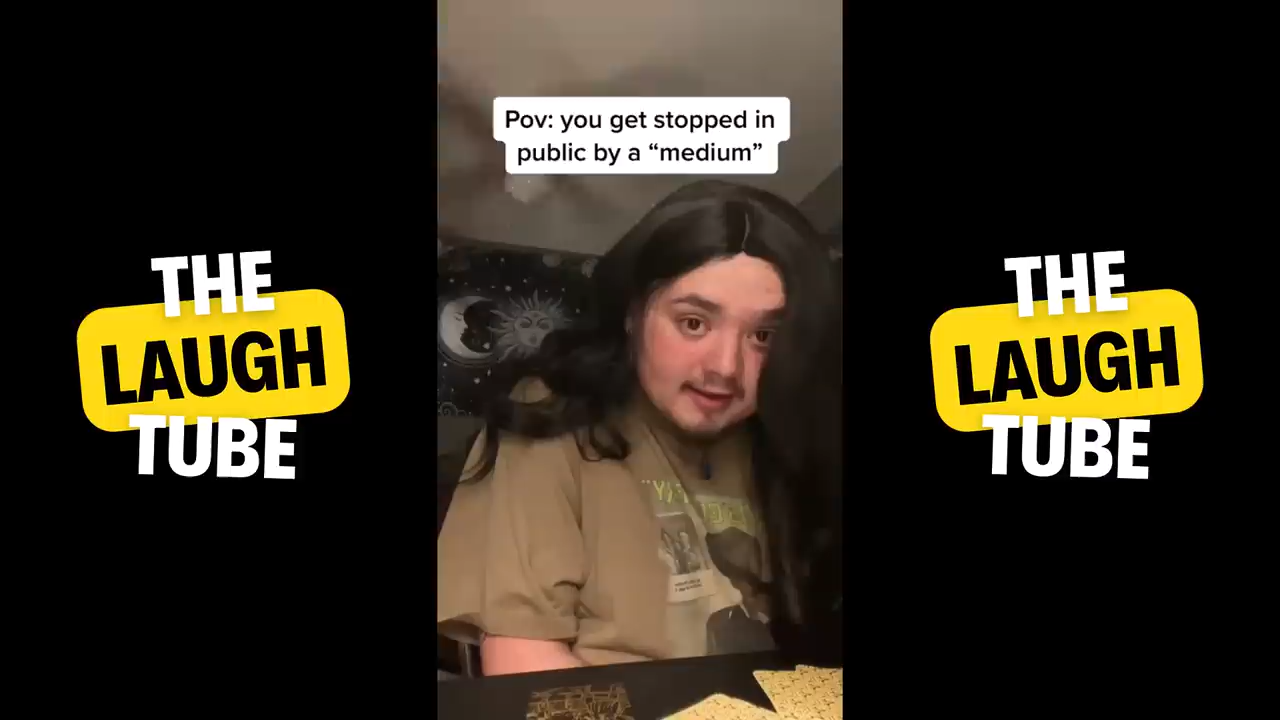 Pov: you get stopped in
public by a “medium”
THE
LAUGH
TUBE
THE
LAUGH
TUBE